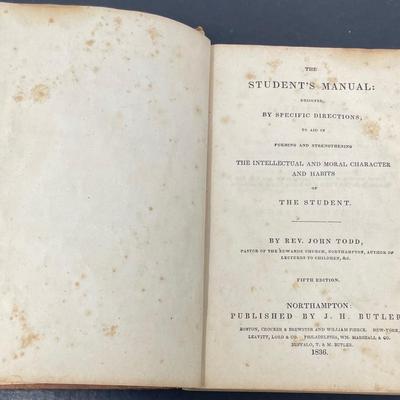 THE
STUDENT'S MANUAL:
DESIGNED,
BY SPECIFIC DIRECTIONS,
TO AID IN
FORMING AND STRENGTHENING
THE INTELLECTUAL AND MORAL CHARACTER
AND HABITS
OF
THE STUDENT.
BY REV. JOHN TODD,
PASTOR OF THE EDWARDS CHURCH, NORTHAMPTON, AUTHOR OF
LECTURES TO CHILDREN, &c.
FIFTH EDITION.
NORTHAMPTON:
PUBLISHED BY J. H. BUTLER
BOSTON, CROCKER & BREWSTER AND WILLIAM PIERCE. NEW-YORK,
LEAVITT, LORD & CO. PHILADELPHIA, WM. MARSHALL & CO.
BUFFALO, T. & M. BUTLER.
1836.